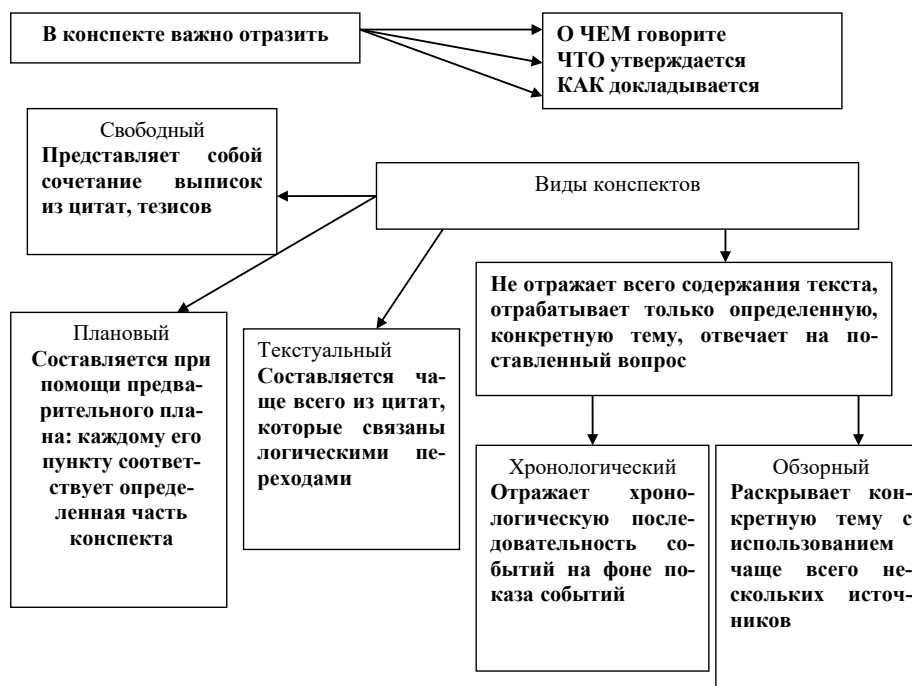 В конспекте важно отразить
О ЧЕМ говорите
ЧТО утверждается
КАК докладывается
Свободный
Представляет собой
сочетание выписок
из цитат, тезисов
Виды конспектов
Не отражает всего содержания текста,
отрабатывает только определенную,
конкретную тему, отвечает на по-
ставленный вопрос
Плановый
Составляется при
помощи предва-
рительного пла-
на: каждому его
пункту соответ-
ствует опреде-
ленная часть
конспекта
Текстуальный
Составляется ча-
ще всего из цитат,
которые связаны
логическими пе-
реходами
Хронологический
Отражает хроно-
логическую после-
довательность со-
бытий на фоне по-
каза событий
Обзорный
Раскрывает кон-
кретную тему с
использованием
чаще всего не-
скольких источ-
ников